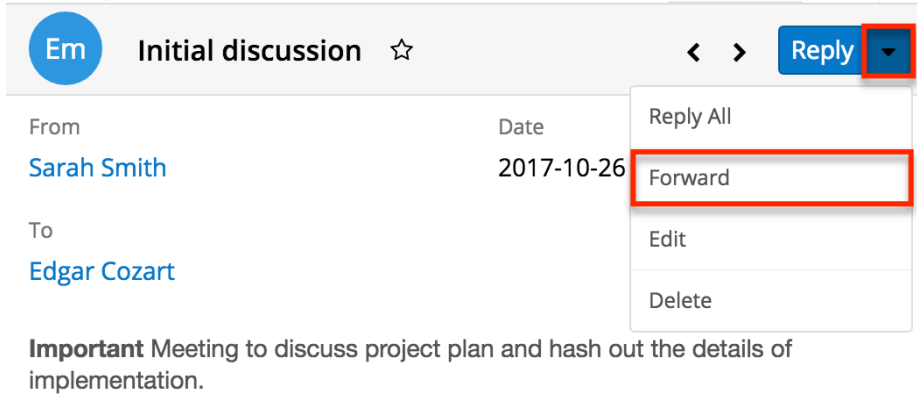 Em
Initial discussion
Reply
Reply All
From
Date
Sarah Smith
2017-10-26
Forward
To
Edit
Edgar Cozart
Delete
Important Meeting to discuss project plan and hash out the details of
implementation.